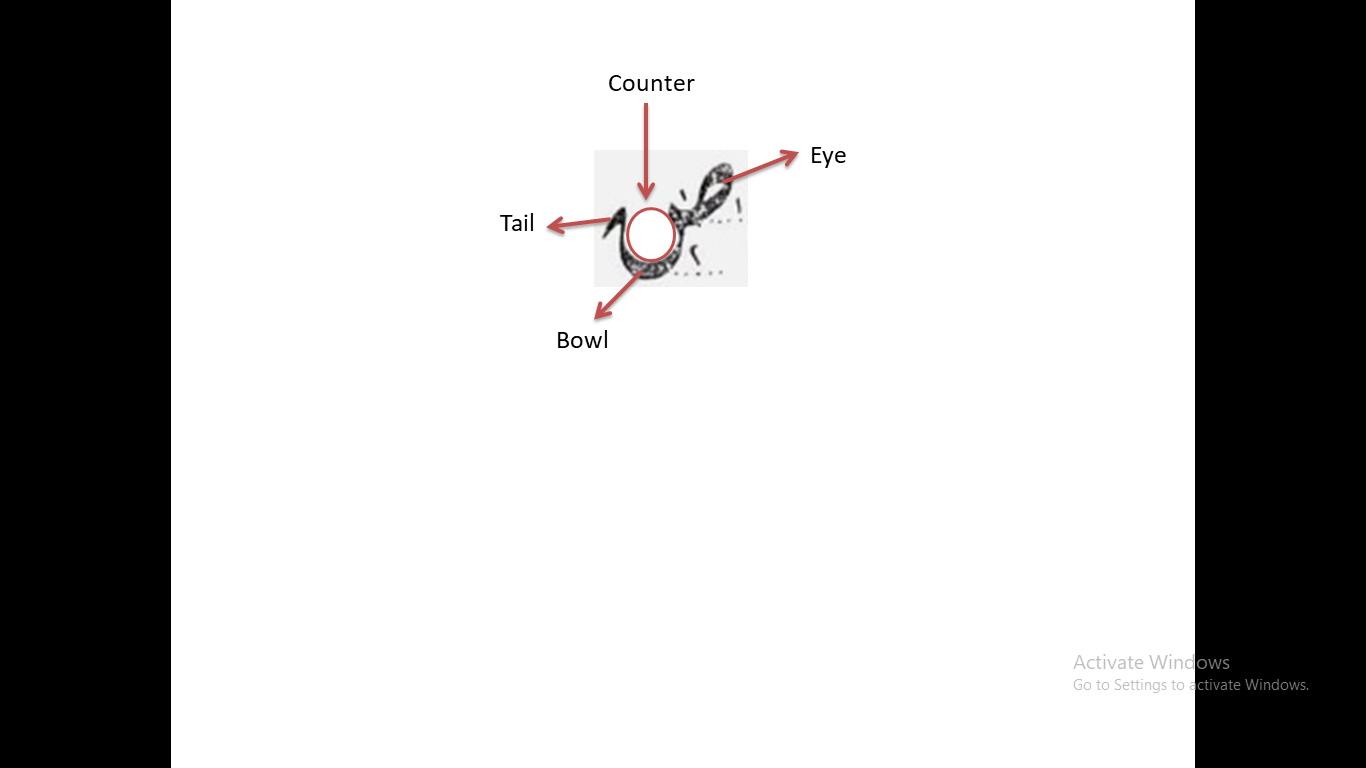 Counter
Eye
Tail
Bowl
Activate Windows
Go to Settings to activate Windows.